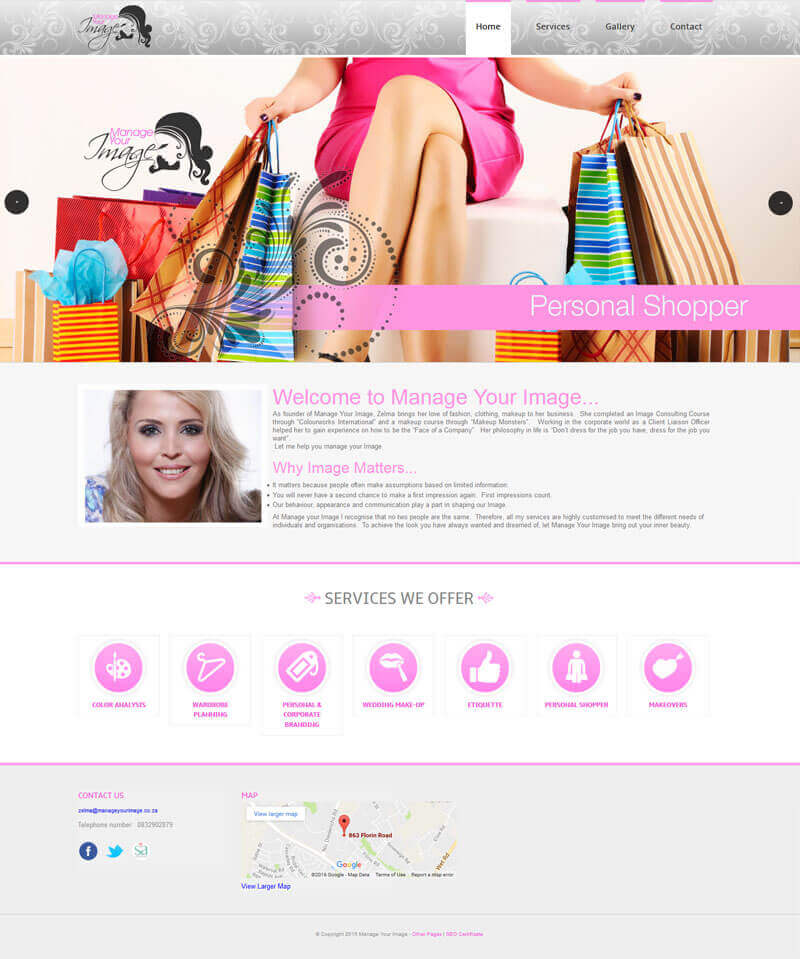 Manage
Your
Image
Home
Services
Gallery
Contact
Manage
Your
Image
Personal Shopper
Welcome to Manage Your Image...
As founder of Manage Your Image, Zelma brings her love of fashion, clothing, makeup to her business. She completed an Image Consulting Course
through "Colourworks International" and a makeup course through "Makeup Monsters". Working in the corporate world as a Client Liaison Officer
helped her to gain experience on how to be the "Face of a Company". Her philosophy in life is "Don't dress for the job you have, dress for the job you
want".
Let me help you manage your Image
Why Image Matters...
It matters because people often make assumptions based on limited information.
You will never have a second chance to make a first impression again. First impressions count.
Our behaviour, appearance and communication play a part in shaping our Image.
At Manage your Image I recognise that no two people are the same. Therefore, all my services are highly customised to meet the different needs of
individuals and organisations. To achieve the look you have always wanted and dreamed of, let Manage Your Image bring out your inner beauty.
SERVICES WE OFFER
COLOR ANALYSIS
WARDROBE
PLANNING
PERSONAL &
CORPORATE
BRANDING
WEDDING MAKE-UP
ETIQUETTE
PERSONAL SHOPPER
MAKEOVERS
CONTACT US
zelma@manageyourimage.co.za
Telephone number: 0832902879
MAP
View larger map
863 Florin Road
Google
©2016 Google - Map Data Terms of Use Report a map error
View Larger Map
© Copyright 2015 Manage Your Image - Other Pages | SEO Certificate